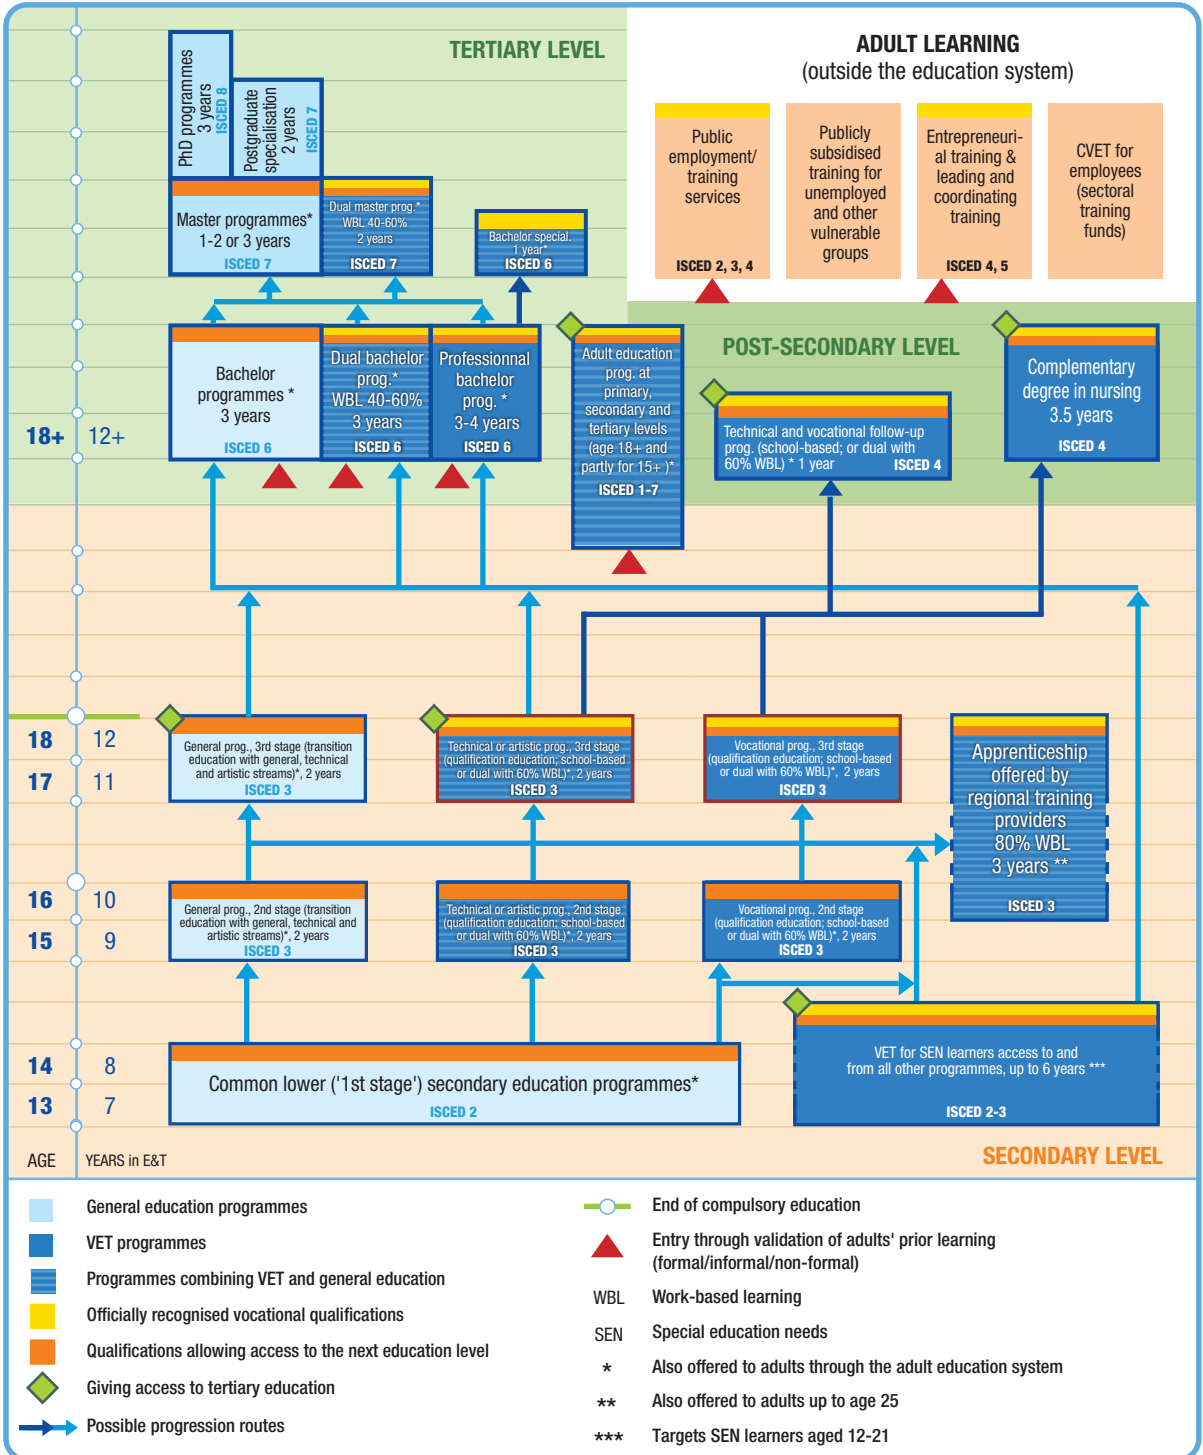 TERTIARY LEVEL
ADULT LEARNING
(outside the education system)
PhD programmes
3 years
ISCED 8
Postgraduate
specialisation
2 years
ISCED 7
Public
employment/
training
services
ISCED 2, 3, 4
Publicly
subsidised
training for
unemployed
and other
vulnerable
groups
Entrepreneuri-
al training &
leading and
coordinating
training
ISCED 4, 5
CVET for
employees
(sectoral
training
funds)
Master programmes*
1-2 or 3 years
ISCED 7
Dual master prog.*
WBL 40-60%
2 years
ISCED 7
Bachelor special.
1 year*
ISCED 6
POST-SECONDARY LEVEL
18+ 12+
Bachelor
programmes *
3 years
ISCED 6
Dual bachelor
prog.*
WBL 40-60%
3 years
ISCED 6
Professionnal
bachelor
prog. *
3-4 years
ISCED 6
Adult education
prog. at
primary,
secondary and
tertiary levels
(age 18+ and
partly for 15+ )*
ISCED 1-7
Technical and vocational follow-up
prog. (school-based; or dual with
60% WBL) * 1 year ISCED 4
Complementary
degree in nursing
3.5 years
ISCED 4
18 12
17 11
General prog., 3rd stage (transition
education with general, technical
and artistic streams)*, 2 years
ISCED 3
Technical or artistic prog., 3rd stage
(qualification education; school-based
or dual with 60% WBL)*, 2 years
ISCED 3
Vocational prog., 3rd stage
(qualification education; school-based
or dual with 60% WBL)*, 2 years
ISCED 3
Apprenticeship
offered by
regional training
providers
80% WBL
3 years **
ISCED 3
16 10
15 9
General prog., 2nd stage (transition
education with general, technical and
artistic streams)*, 2 years
ISCED 3
Technical or artistic prog., 2nd stage
(qualification education; school-based
or dual with 60% WBL)*, 2 years
ISCED 3
Vocational prog., 2nd stage
(qualification education; school-based
or dual with 60% WBL)*, 2 years
ISCED 3
14 8
13 7
Common lower ('1st stage') secondary education programmes*
ISCED 2
VET for SEN learners access to and
from all other programmes, up to 6 years ***
ISCED 2-3
AGE YEARS in E&T
SECONDARY LEVEL
General education programmes
VET programmes
Programmes combining VET and general education
Officially recognised vocational qualifications
Qualifications allowing access to the next education level
Giving access to tertiary education
Possible progression routes
End of compulsory education
Entry through validation of adults' prior learning
(formal/informal/non-formal)
WBL Work-based learning
SEN Special education needs
* Also offered to adults through the adult education system
** Also offered to adults up to age 25
*** Targets SEN learners aged 12-21